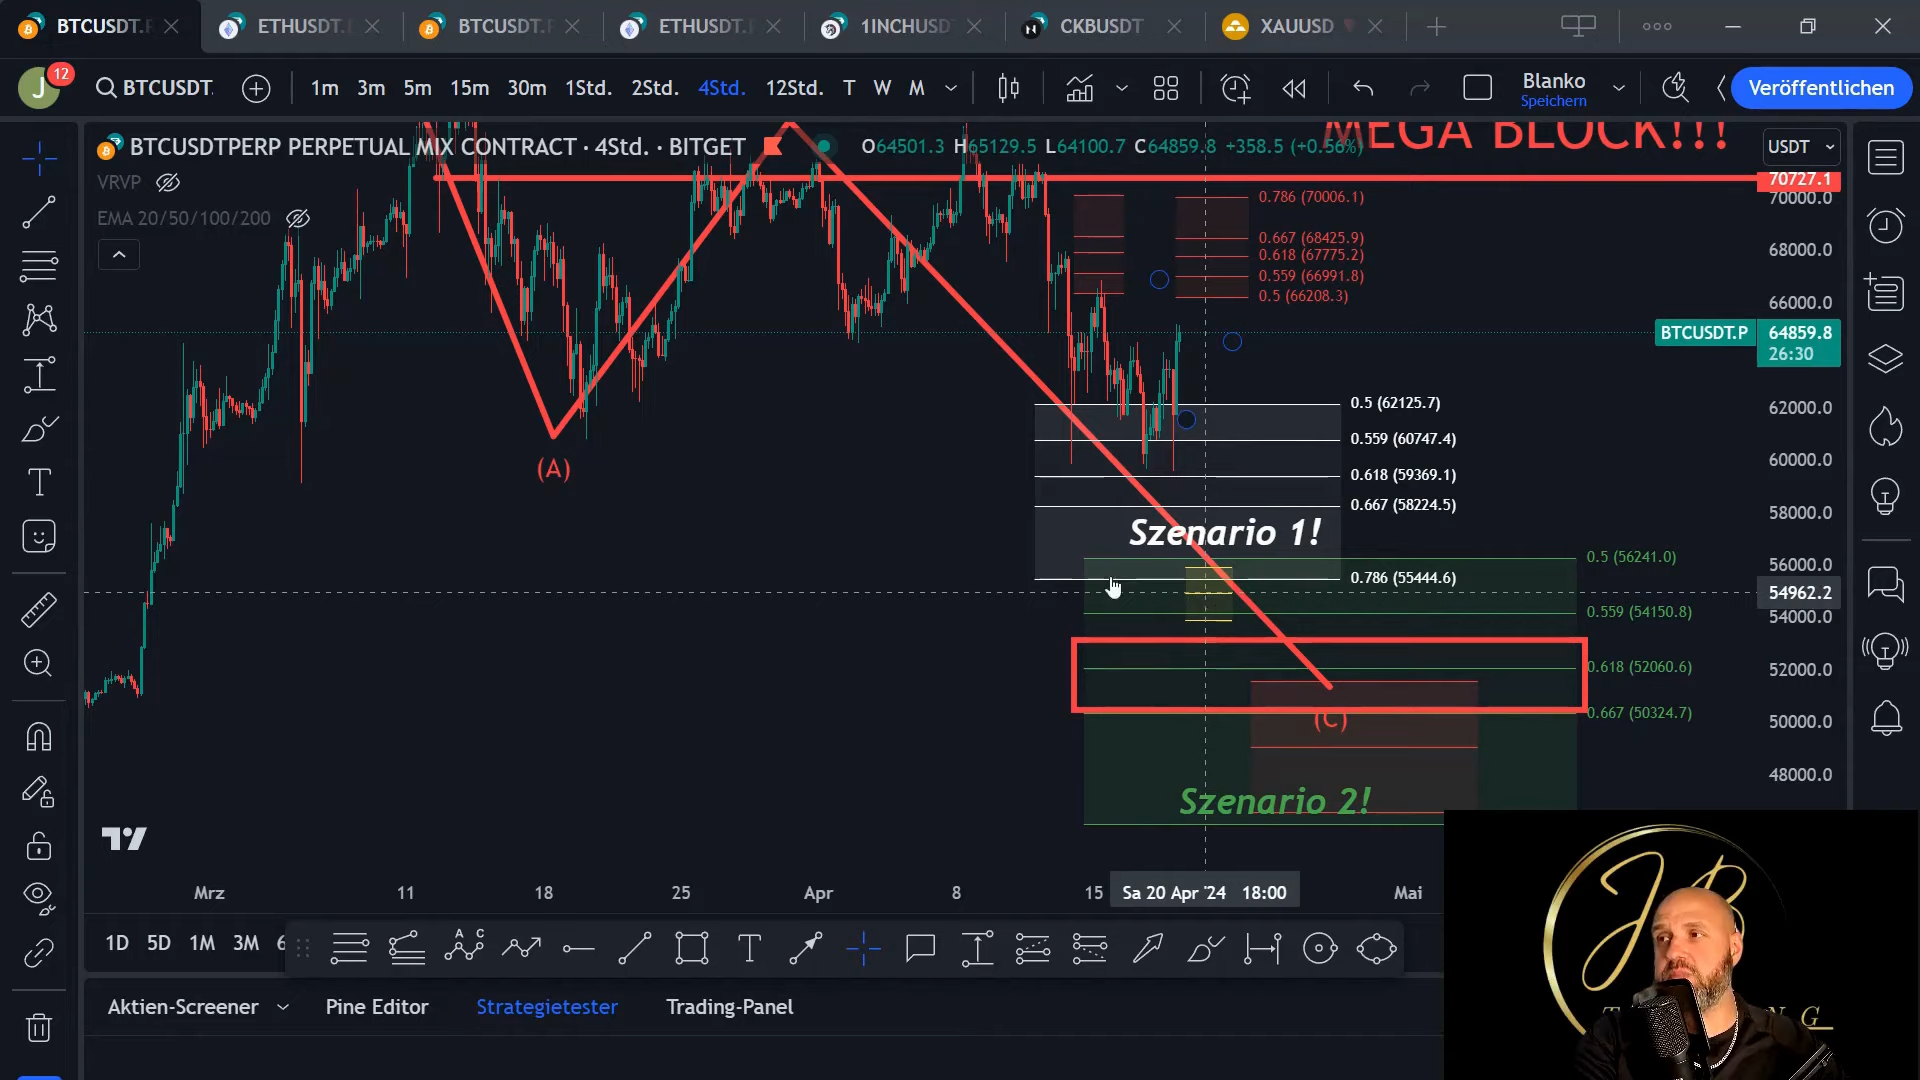 BTCUSDT.P
ETHUSDT.
BTCUSDT.P
ETHUSDT.P
1INCHUSDT
CKBUSDT
XAUUSD
J
12
BTCUSDT.
1m
3m
5m
15m
30m
1Std.
2Std.
4Std.
12Std.
T
W
M
Blanko
Speichern
Veröffentlichen
BTCUSDTPERP PERPETUAL MIX CONTRACT · 4Std. · BITGET
O64501.3 H65129.5 L64100.7 C64859.8 +358.5 (+0.56%)
MEGA BLOCK!!!
USDT
VRVP
EMA 20/50/100/200
70727.1
70000.0
68000.0
66000.0
BTCUSDT.P
64859.8
26:30
62000.0
60000.0
58000.0
56000.0
54962.2
54000.0
52000.0
50000.0
48000.0
0.786 (70006.1)
0.667 (68425.9)
0.618 (67775.2)
0.559 (66991.8)
0.5 (66208.3)
0.5 (62125.7)
0.559 (60747.4)
0.618 (59369.1)
0.667 (58224.5)
0.786 (55444.6)
(A)
Szenario 1!
0.5 (56241.0)
0.559 (54150.8)
0.618 (52060.6)
0.667 (50324.7)
(C)
Szenario 2!
Mrz
11
18
25
Apr
8
15
Sa 20 Apr '24 18:00
Mai
1D
5D
1M
3M
Aktien-Screener
Pine Editor
Strategietester
Trading-Panel
JB